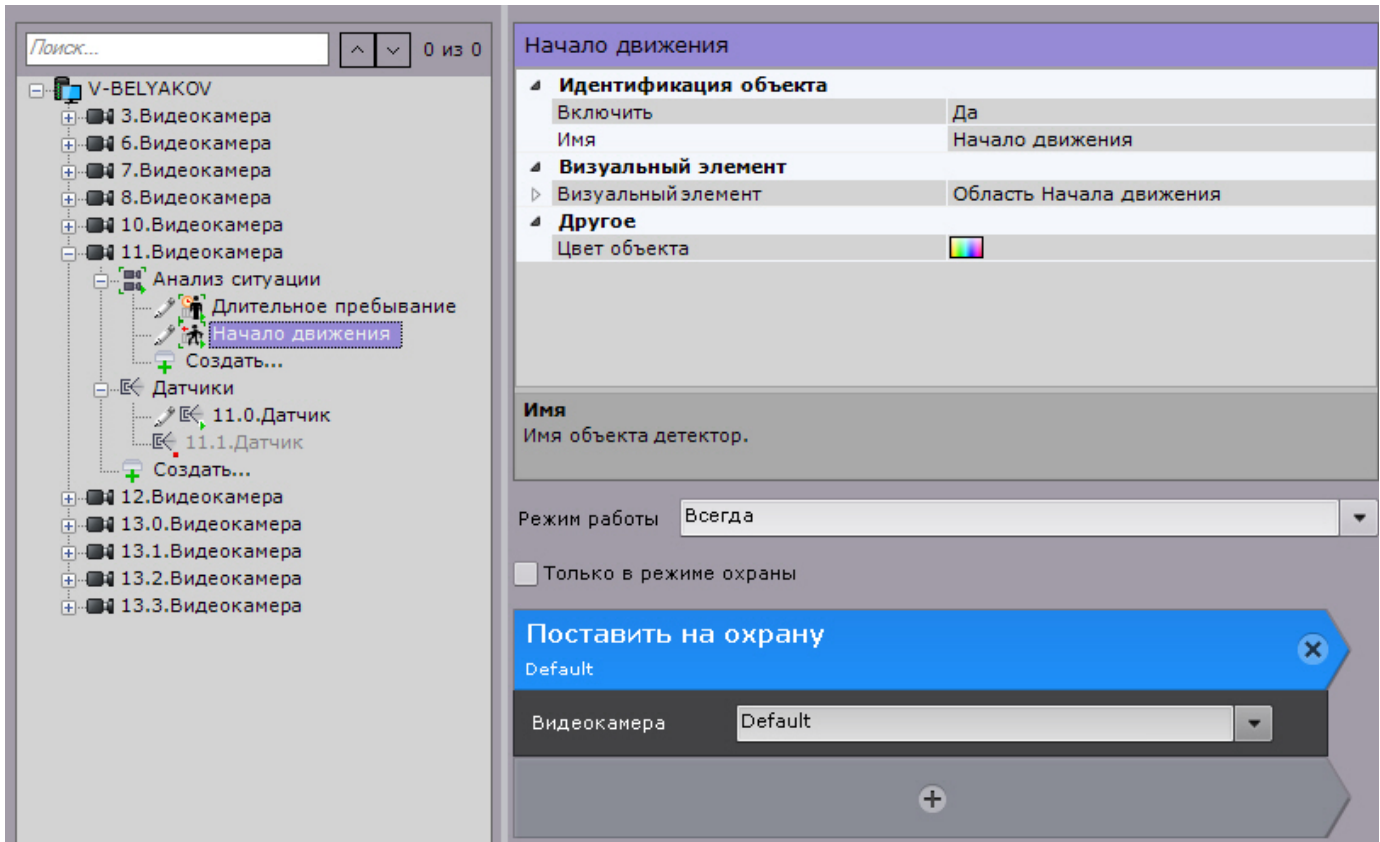 Поиск...
0 из 0
V-BELYAKOV
3.Видеокамера
6.Видеокамера
7.Видеокамера
8.Видеокамера
10.Видеокамера
11.Видеокамера
Анализ ситуации
Длительное пребывание
Начало движения
Создать...
Датчики
11.0.Датчик
11.1.Датчик
Создать...
12.Видеокамера
13.0.Видеокамера
13.1.Видеокамера
13.2.Видеокамера
13.3.Видеокамера
Начало движения
Идентификация объекта
Включить Да
Имя Начало движения
Визуальный элемент
Визуальный элемент Область Начала движения
Другое
Цвет объекта
Имя
Имя объекта детектор.
Режим работы Всегда
Только в режиме охраны
Поставить на охрану
Default
Видеокамера Default